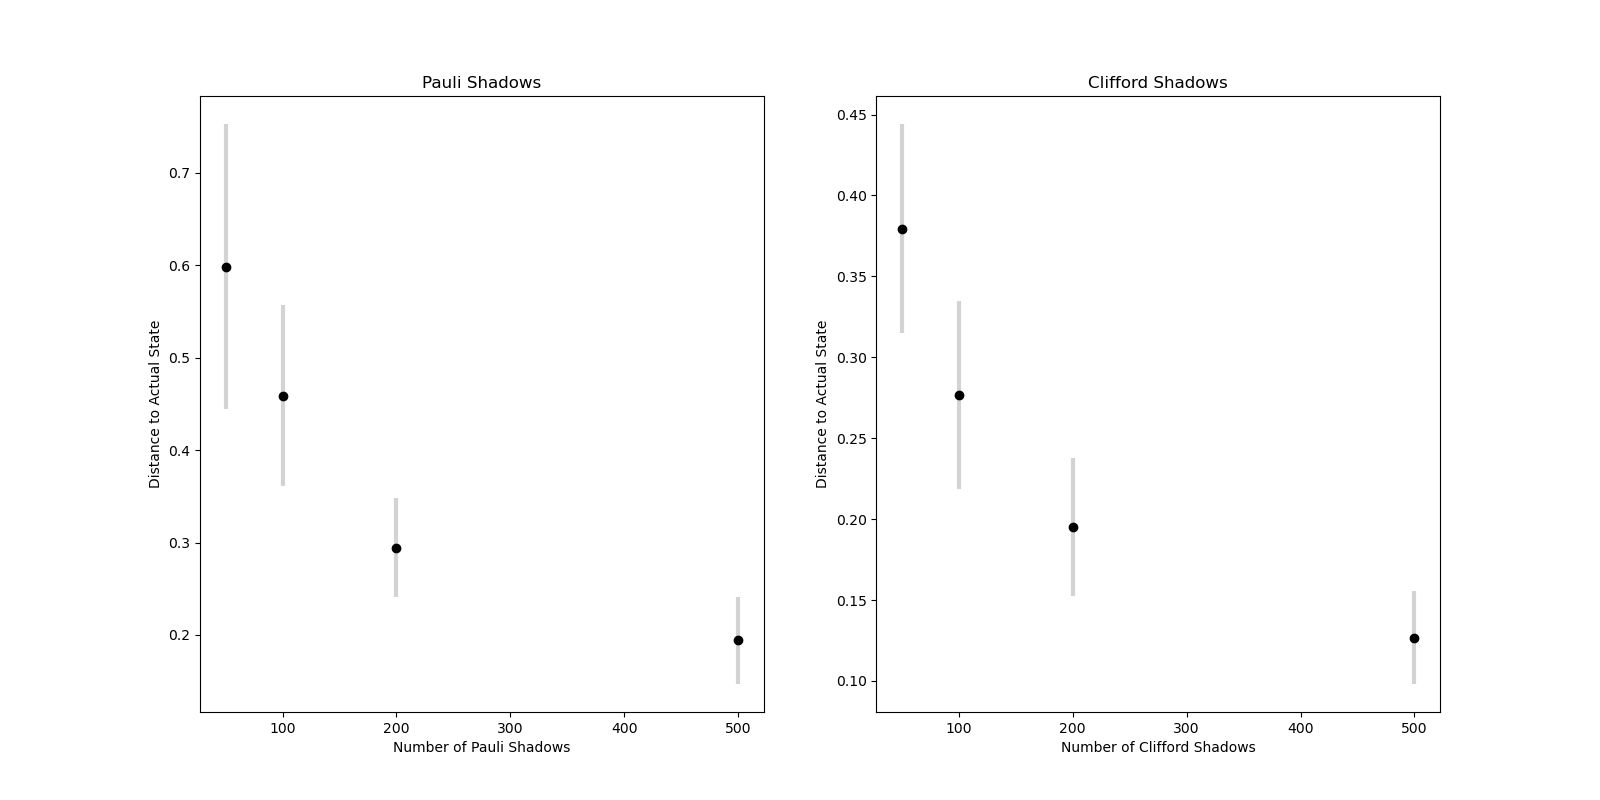 Pauli Shadows
Distance to Actual State
0.7
0.6
0.5
0.4
0.3
0.2
100 200 300 400 500
Number of Pauli Shadows
Clifford Shadows
Distance to Actual State
0.45
0.40
0.35
0.30
0.25
0.20
0.15
0.10
100 200 300 400 500
Number of Clifford Shadows